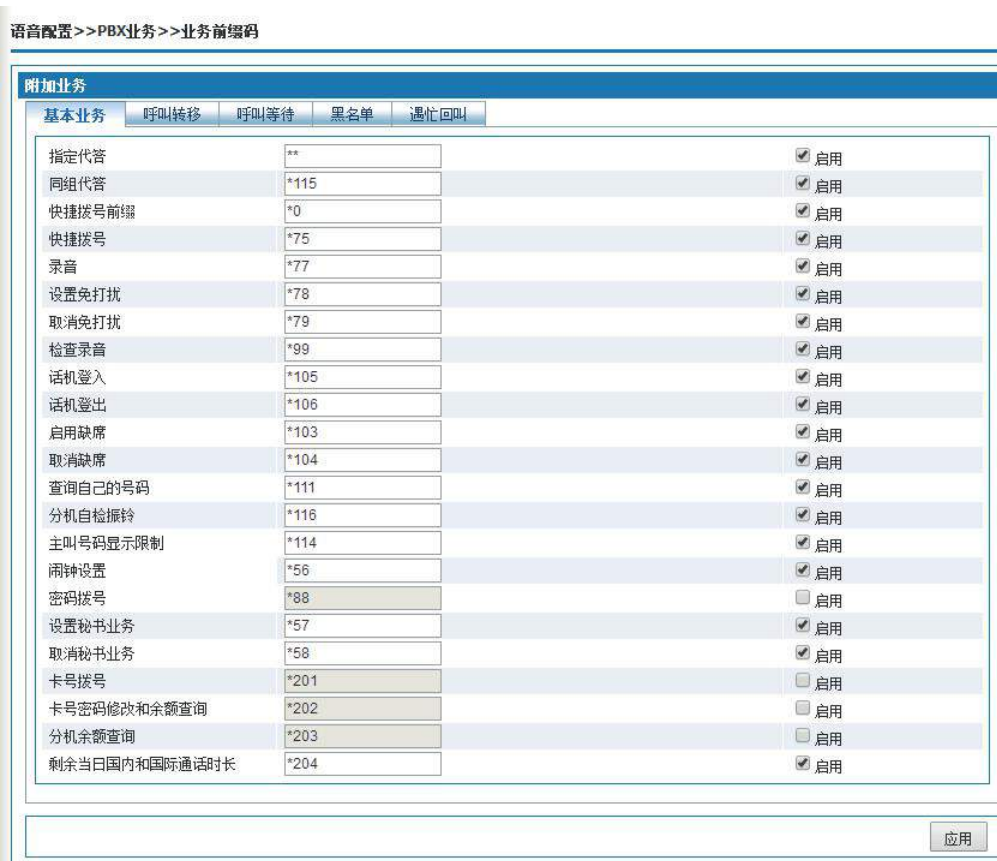 语音配置>>PBX业务>>业务前缀码
附加业务
基本业务 呼叫转移 呼叫等待 黑名单 遇忙回叫
指定代答 ** 启用
同组代答 *115 启用
快捷拨号前缀 *0 启用
快捷拨号 *75 启用
录音 *77 启用
设置免打扰 *78 启用
取消免打扰 *79 启用
检查录音 *99 启用
话机登入 *105 启用
话机登出 *106 启用
启用缺席 *103 启用
取消缺席 *104 启用
查询自己的号码 *111 启用
分机自检振铃 *116 启用
主叫号码显示限制 *114 启用
闹钟设置 *56 启用
密码拨号 *88 启用
设置秘书业务 *57 启用
取消秘书业务 *58 启用
卡号拨号 *201 启用
卡号密码修改和余额查询 *202 启用
分机余额查询 *203 启用
剩余当日国内和国际通话时长 *204 启用
应用